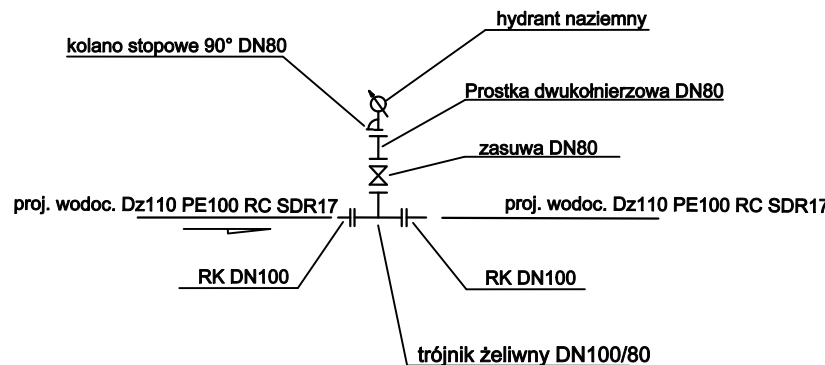 hydrant naziemny
kolano stopowe 90° DN80
Prostka dwukołnierzowa DN80
zasuwa DN80
proj. wodoc. Dz110 PE100 RC SDR17
proj. wodoc. Dz110 PE100 RC SDR17
RK DN100
RK DN100
trójnik żeliwny DN100/80